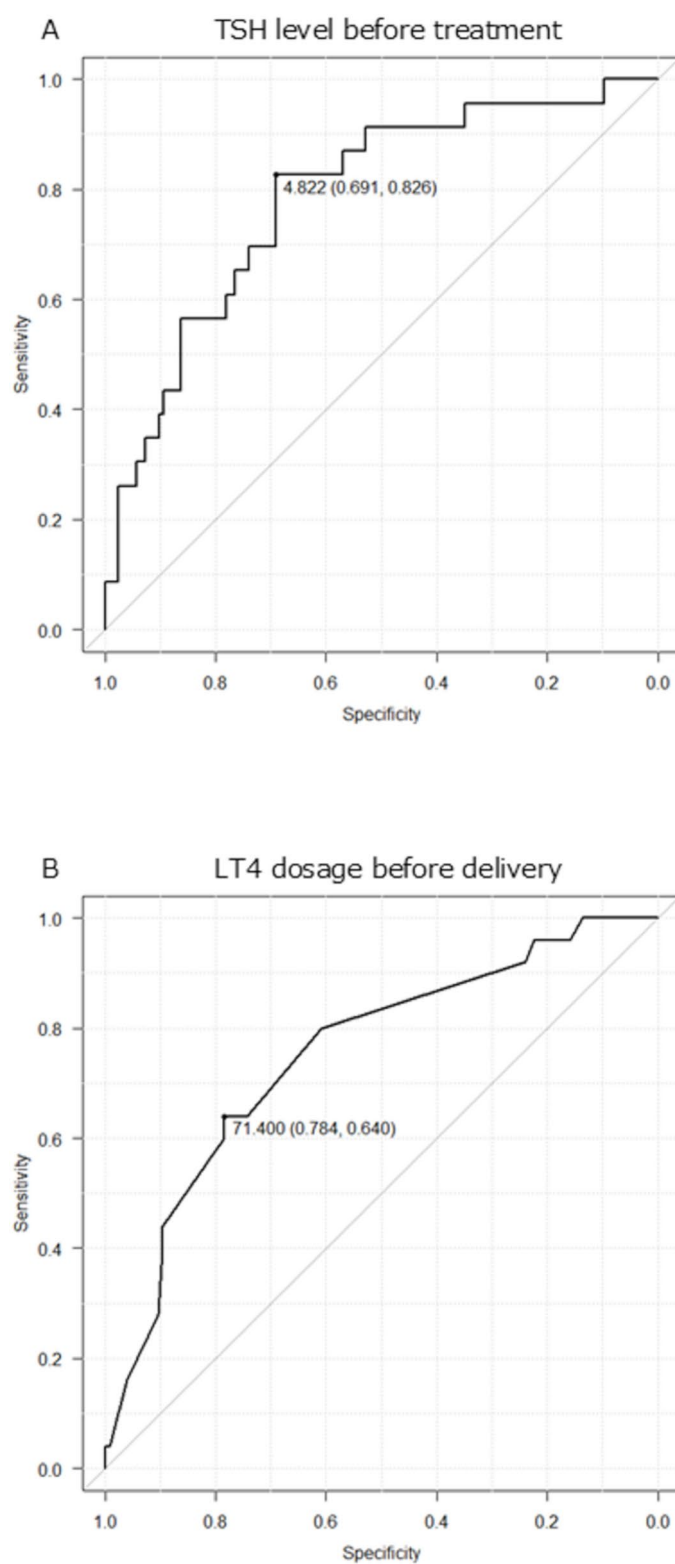 A TSH level before treatment
1.0
0.8
0.6
0.4
0.2
0.0
Sensitivity
4.822 (0.691, 0.826)
1.0 0.8 0.6 0.4 0.2 0.0
Specificity
B LT4 dosage before delivery
1.0
0.8
0.6
0.4
0.2
0.0
Sensitivity
71.400 (0.784, 0.640)
1.0 0.8 0.6 0.4 0.2 0.0
Specificity